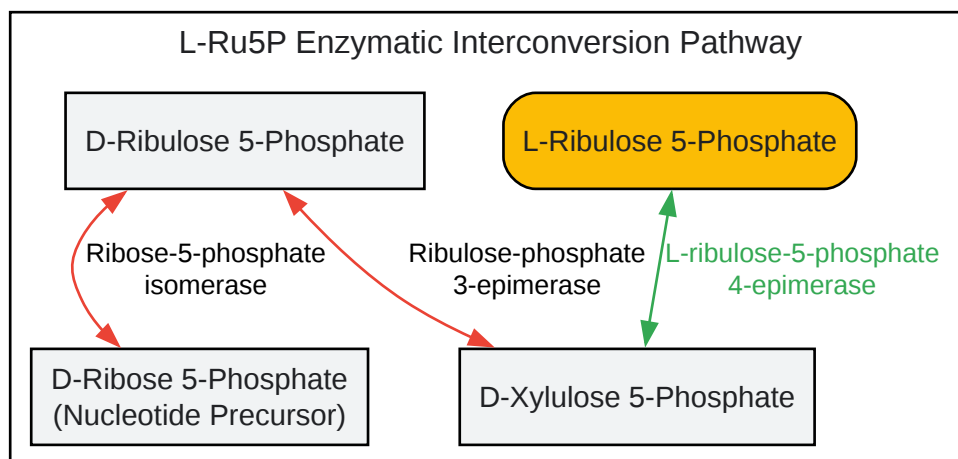 L-Ru5P Enzymatic Interconversion Pathway
D-Ribulose 5-Phosphate
L-Ribulose 5-Phosphate
Ribose-5-phosphate
isomerase
Ribulose-phosphate
3-epimerase
L-ribulose-5-phosphate
4-epimerase
D-Ribose 5-Phosphate
(Nucleotide Precursor)
D-Xylulose 5-Phosphate